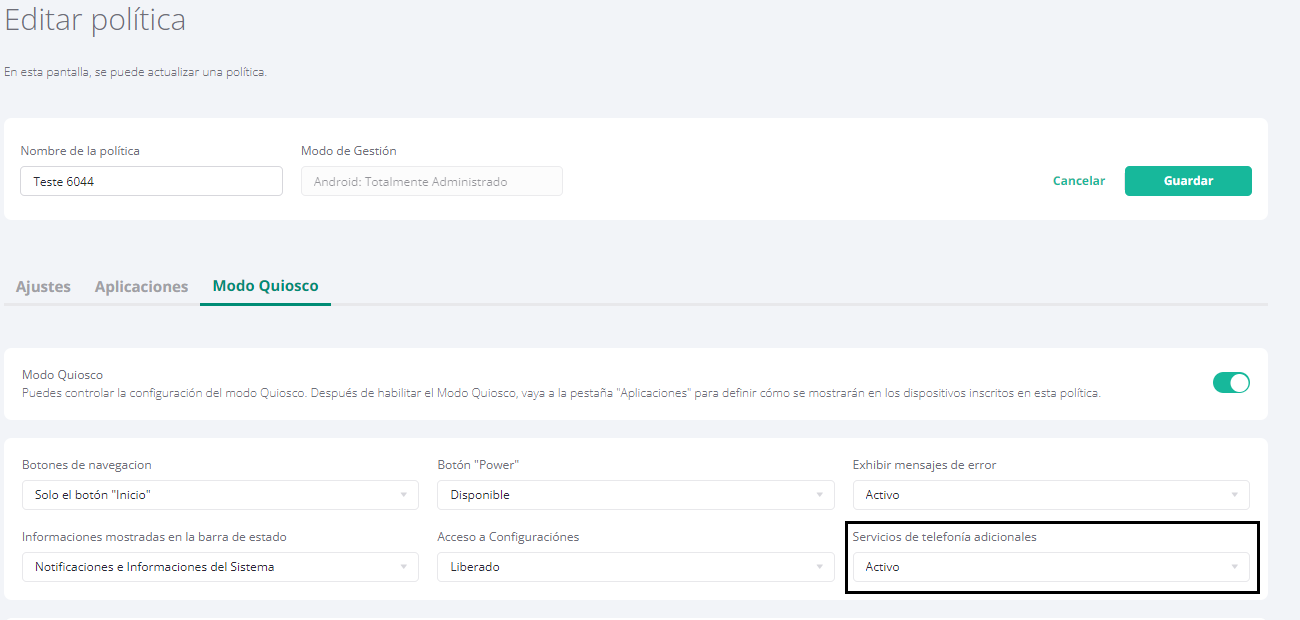 Editar política
En esta pantalla, se puede actualizar una política.
Nombre de la política
Modo de Gestión
Teste 6044
Android: Totalmente Administrado
Cancelar
Guardar
Ajustes
Aplicaciones
Modo Quiosco
Modo Quiosco
Puedes controlar la configuración del modo Quiosco. Después de habilitar el Modo Quiosco, vaya a la pestaña "Aplicaciones" para definir cómo se mostrarán en los dispositivos inscritos en esta política.
Botones de navegacion
Botón "Power"
Exhibir mensajes de error
Solo el botón "Inicio"
Disponible
Activo
Informaciones mostradas en la barra de estado
Acceso a Configuraciónes
Servicios de telefonía adicionales
Notificaciones e Informaciones del Sistema
Liberado
Activo